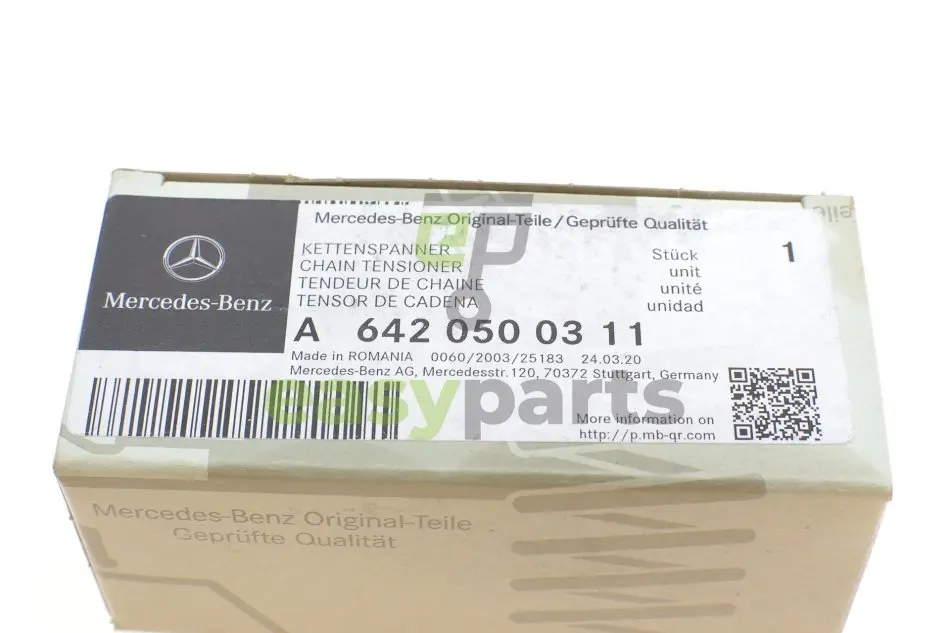 Mercedes-Benz Original-Teile/Geprüfte Qualität
KETTENSPANNER
CHAIN TENSIONER
TENDEUR DE CHAINE
TENSOR DE CADENA
Stück 1
unit
unité
unidad
Mercedes-Benz
A 642 050 03 11
Made in ROMANIA 0060/2003/25183 24.03.20
Mercedes-Benz AG, Mercedesstr.120, 70372 Stuttgart, Germany
More information on
http://p.mb-qr.com
eP
easyparts
Mercedes-Benz Original-Teile
Geprüfte Qualität